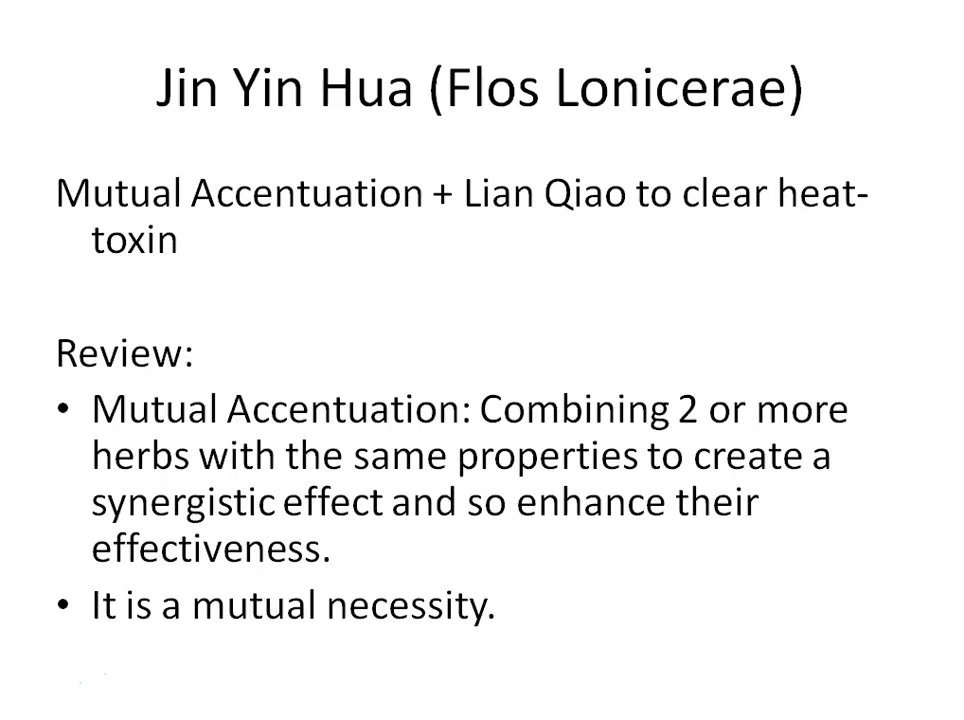 Jin Yin Hua (Flos Lonicerae)
Mutual Accentuation + Lian Qiao to clear heat-
toxin
Review:
• Mutual Accentuation: Combining 2 or more
herbs with the same properties to create a
synergistic effect and so enhance their
effectiveness.
• It is a mutual necessity.